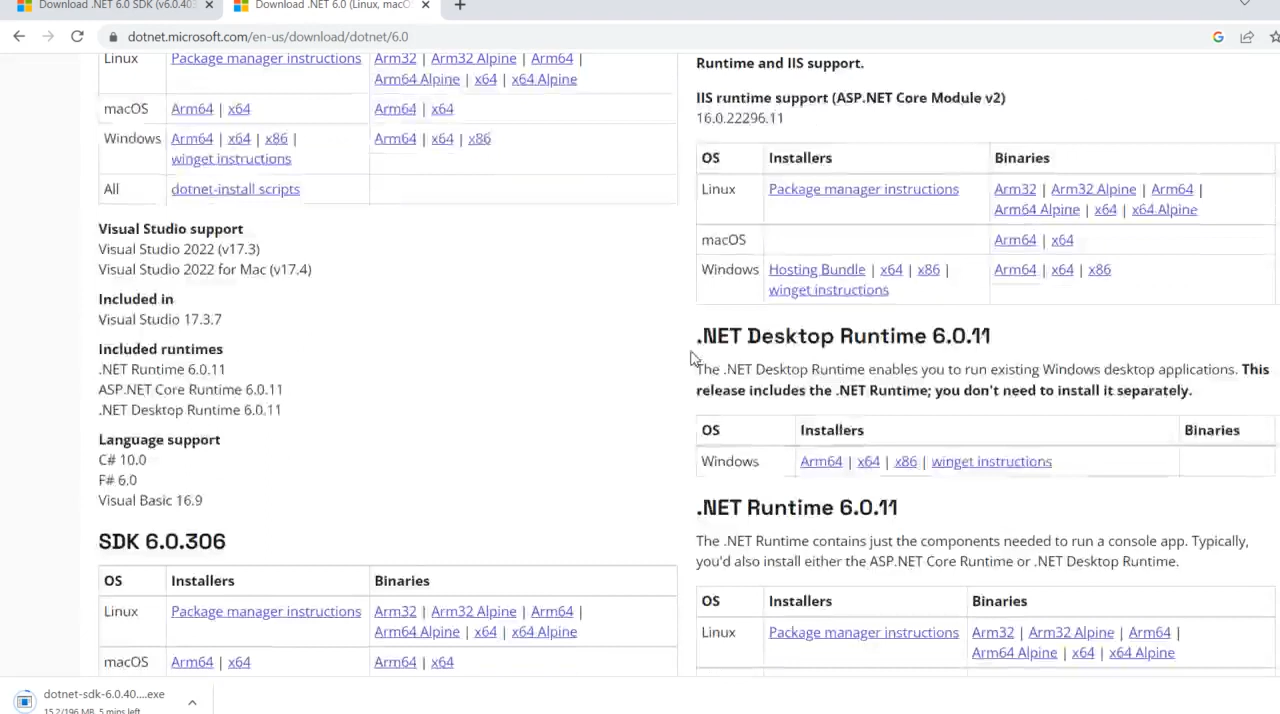 Download .NET 6.0 SDK (v6.0.403
Download .NET 6.0 (Linux, macO
dotnet.microsoft.com/en-us/download/dotnet/6.0
Linux Package manager instructions Arm32 | Arm32 Alpine | Arm64 |
Arm64 Alpine | x64 | x64 Alpine
macOS Arm64 | x64 Arm64 | x64
Windows Arm64 | x64 | x86 | Arm64 | x64 | x86
winget instructions
All dotnet-install scripts
Visual Studio support
Visual Studio 2022 (v17.3)
Visual Studio 2022 for Mac (v17.4)
Included in
Visual Studio 17.3.7
Included runtimes
.NET Runtime 6.0.11
ASP.NET Core Runtime 6.0.11
.NET Desktop Runtime 6.0.11
Language support
C# 10.0
F# 6.0
Visual Basic 16.9
SDK 6.0.306
OS Installers Binaries
Linux Package manager instructions Arm32 | Arm32 Alpine | Arm64 |
Arm64 Alpine | x64 | x64 Alpine
macOS Arm64 | x64 Arm64 | x64
Runtime and IIS support.
IIS runtime support (ASP.NET Core Module v2)
16.0.22296.11
OS Installers Binaries
Linux Package manager instructions Arm32 | Arm32 Alpine | Arm64 |
Arm64 Alpine | x64 | x64 Alpine
macOS Arm64 | x64
Windows Hosting Bundle | x64 | x86 | Arm64 | x64 | x86
winget instructions
.NET Desktop Runtime 6.0.11
The .NET Desktop Runtime enables you to run existing Windows desktop applications. This
release includes the .NET Runtime; you don't need to install it separately.
OS Installers Binaries
Windows Arm64 | x64 | x86 | winget instructions
.NET Runtime 6.0.11
The .NET Runtime contains just the components needed to run a console app. Typically,
you'd also install either the ASP.NET Core Runtime or .NET Desktop Runtime.
OS Installers Binaries
Linux Package manager instructions Arm32 | Arm32 Alpine | Arm64 |
Arm64 Alpine | x64 | x64 Alpine
dotnet-sdk-6.0.40....exe
15.2/196 MB, 5 mins left